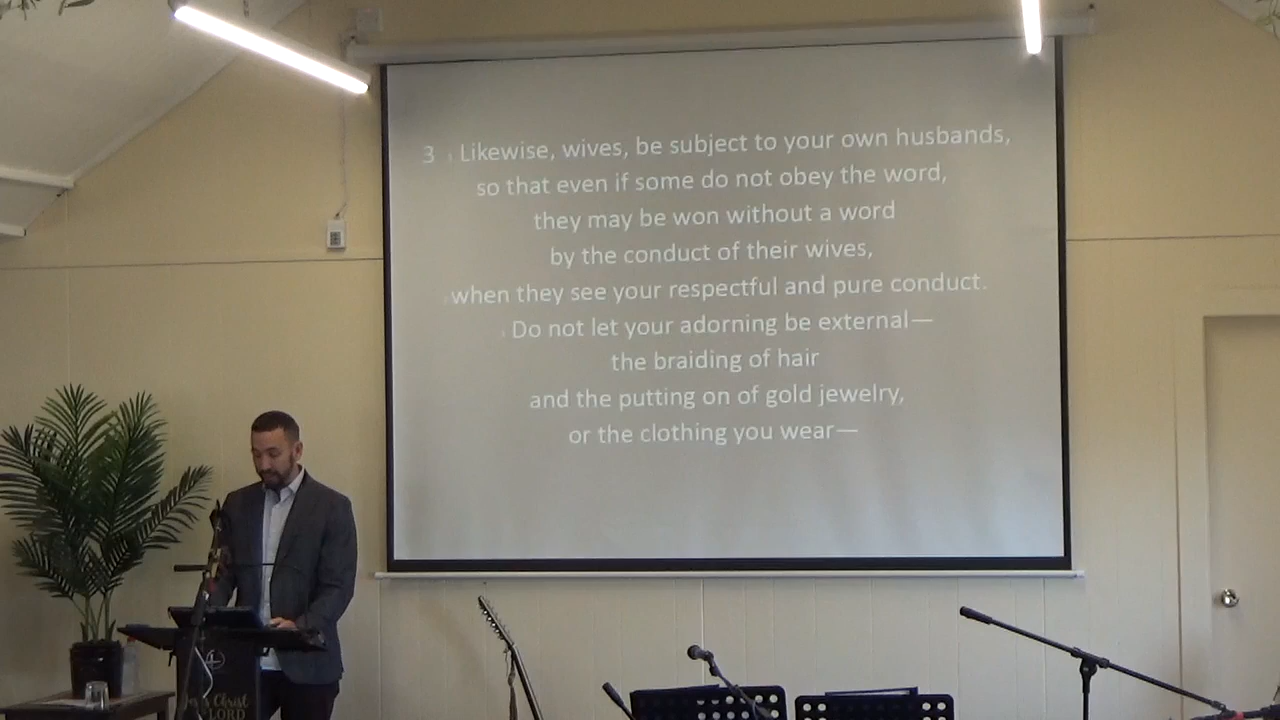 3 Likewise, wives, be subject to your own husbands,
so that even if some do not obey the word,
they may be won without a word
by the conduct of their wives,
when they see your respectful and pure conduct.
Do not let your adorning be external—
the braiding of hair
and the putting on of gold jewelry,
or the clothing you wear—
Christ
LORD